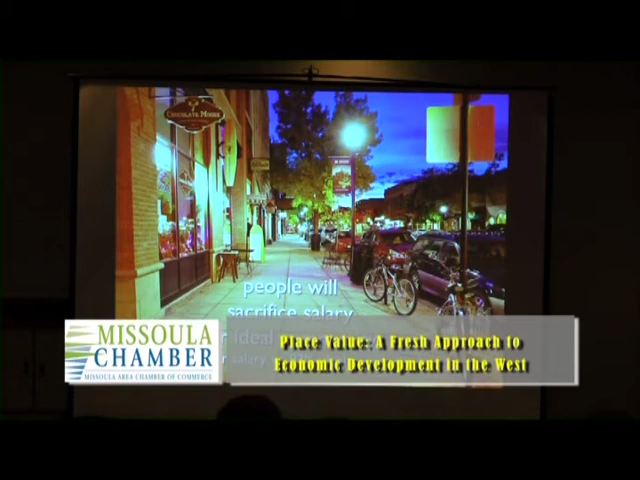 CHOCOLATE MOOSE
people will
sacrifice salary
ideal
salary
MISSOULA
CHAMBER
MISSOULA AREA CHAMBER OF COMMERCE
Place Value: A Fresh Approach to
Economic Development in the West